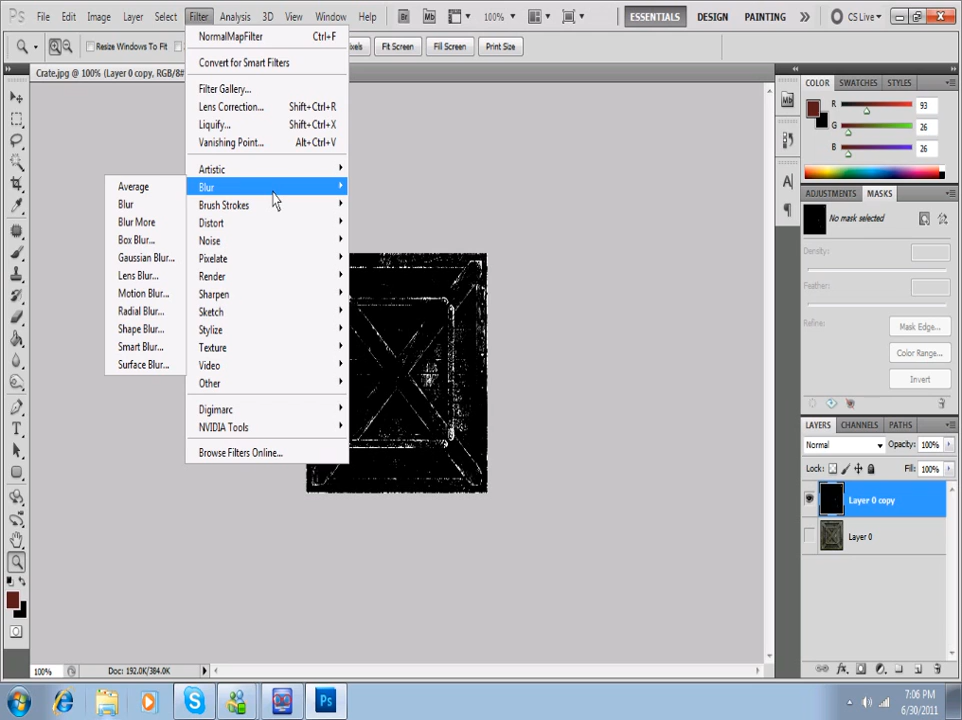 Ps File Edit Image Layer Select Filter Analysis 3D View Window Help Mb 100% ESSENTIALS DESIGN PAINTING CS Live
Resize Windows To Fit Fit Screen Fill Screen Print Size
Crate.jpg @ 100% (Layer 0 copy, RGB/8#
NormalMapFilter Ctrl+F
Convert for Smart Filters
Filter Gallery...
Lens Correction... Shift+Ctrl+R
Liquify... Shift+Ctrl+X
Vanishing Point... Alt+Ctrl+V
Artistic
Blur
Brush Strokes
Distort
Noise
Pixelate
Render
Sharpen
Sketch
Stylize
Texture
Video
Other
Digimarc
NVIDIA Tools
Browse Filters Online...
Average
Blur
Blur More
Box Blur...
Gaussian Blur...
Lens Blur...
Motion Blur...
Radial Blur...
Shape Blur...
Smart Blur...
Surface Blur...
COLOR SWATCHES STYLES
R 93
G 26
B 26
ADJUSTMENTS MASKS
No mask selected
Density:
Feather:
Refine: Mask Edge...
Color Range...
Invert
LAYERS CHANNELS PATHS
Normal Opacity: 100%
Lock: Fill: 100%
Layer 0 copy
Layer 0
100% Doc: 192.0K/384.0K
7:06 PM
6/30/2011